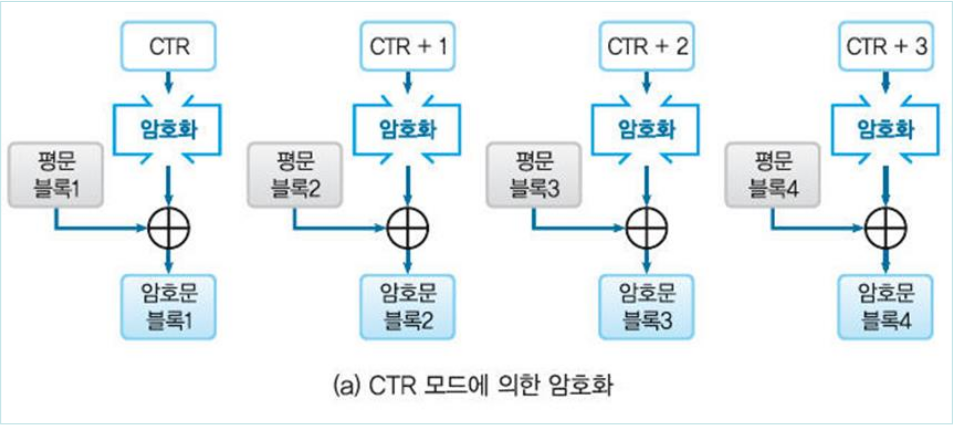 CTR CTR + 1 CTR + 2 CTR + 3
암호화 암호화 암호화 암호화
평문 평문 평문 평문
블록1 블록2 블록3 블록4
암호문 암호문 암호문 암호문
블록1 블록2 블록3 블록4
(a) CTR 모드에 의한 암호화